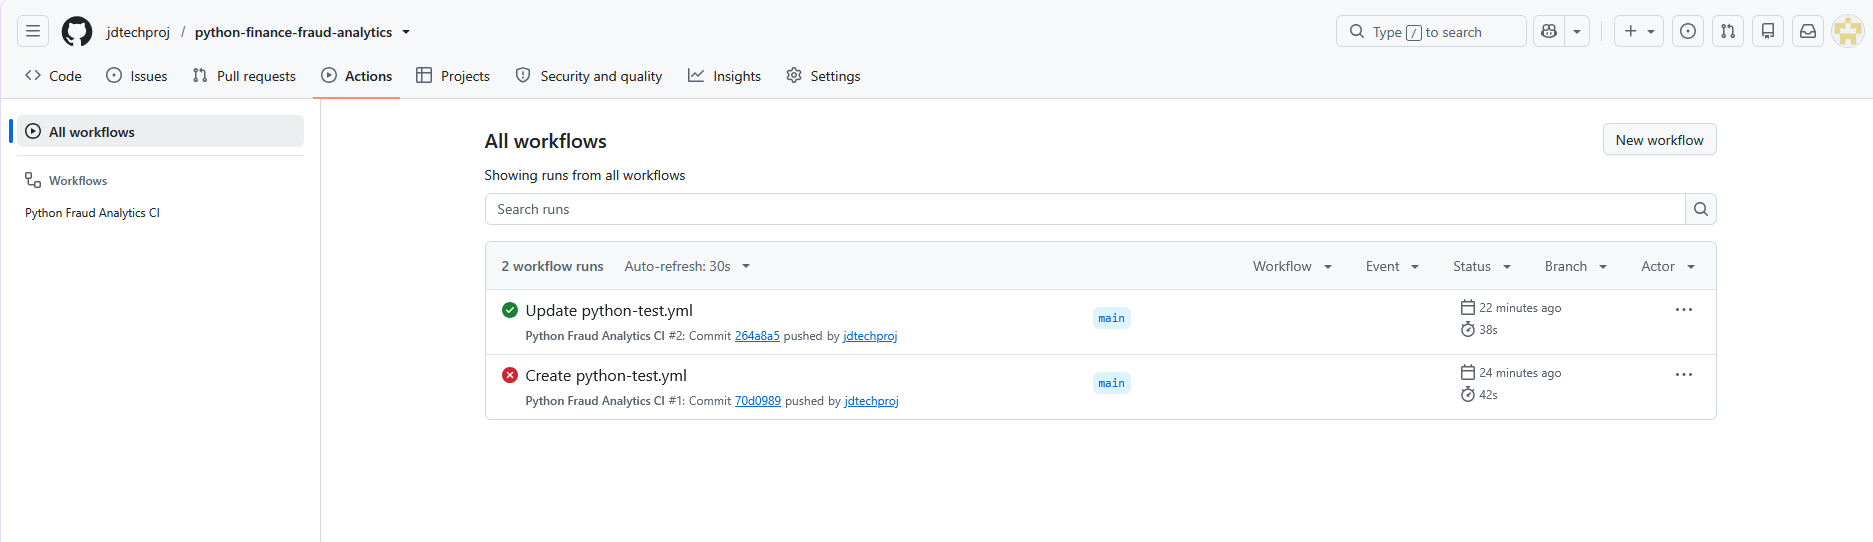 jdtechproj / python-finance-fraud-analytics
Type / to search
Code Issues Pull requests Actions Projects Security and quality Insights Settings
All workflows
Workflows
Python Fraud Analytics CI
All workflows
New workflow
Showing runs from all workflows
Search runs
2 workflow runs Auto-refresh: 30s Workflow Event Status Branch Actor
Update python-test.yml
Python Fraud Analytics CI #2: Commit 264a8a5 pushed by jdtechproj
main
22 minutes ago
38s
Create python-test.yml
Python Fraud Analytics CI #1: Commit 70d0989 pushed by jdtechproj
main
24 minutes ago
42s